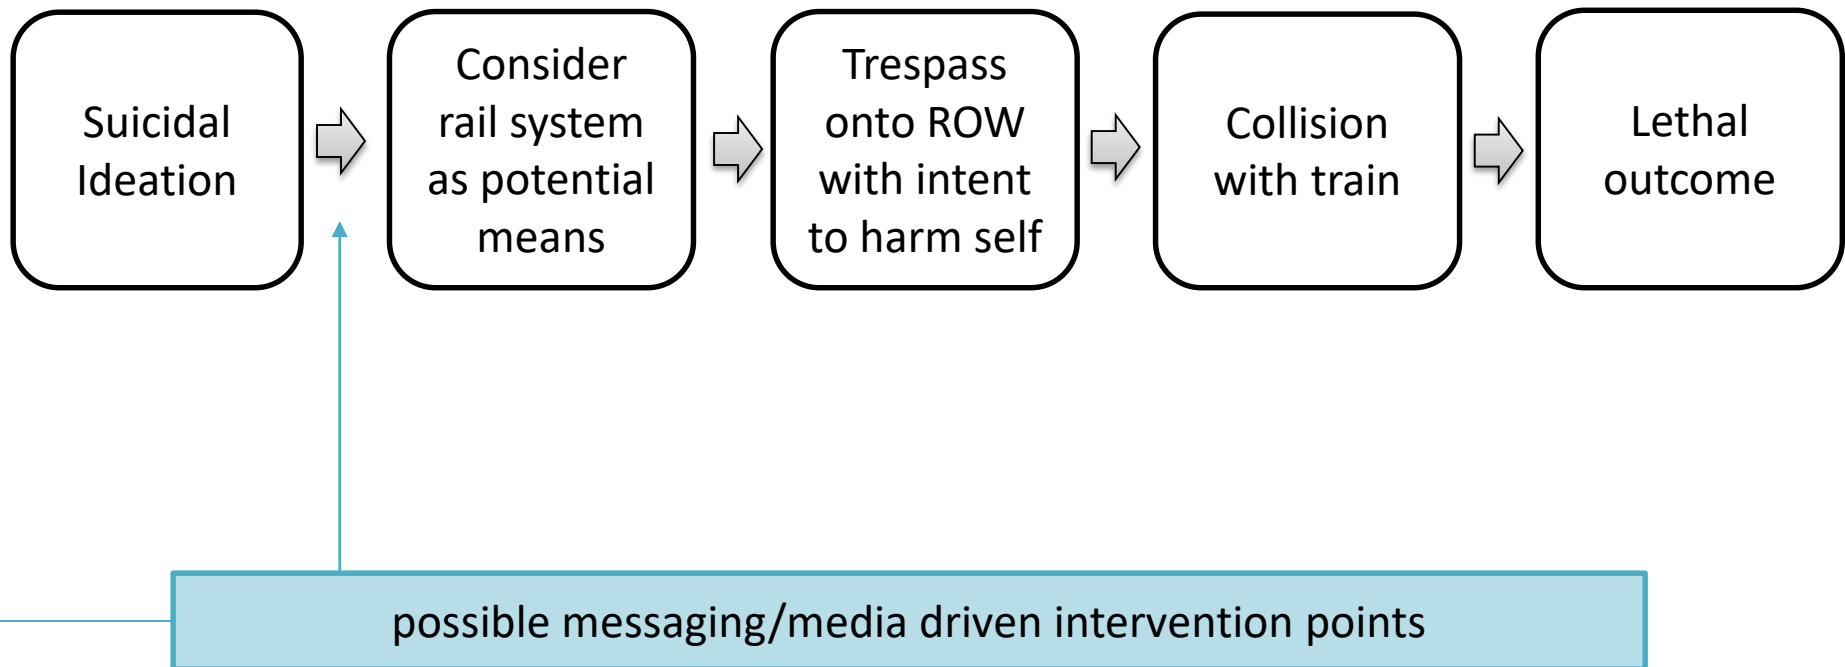 Suicidal
Ideation
Consider
rail system
as potential
means
Trespass
onto ROW
with intent
to harm self
Collision
with train
Lethal
outcome
possible messaging/media driven intervention points